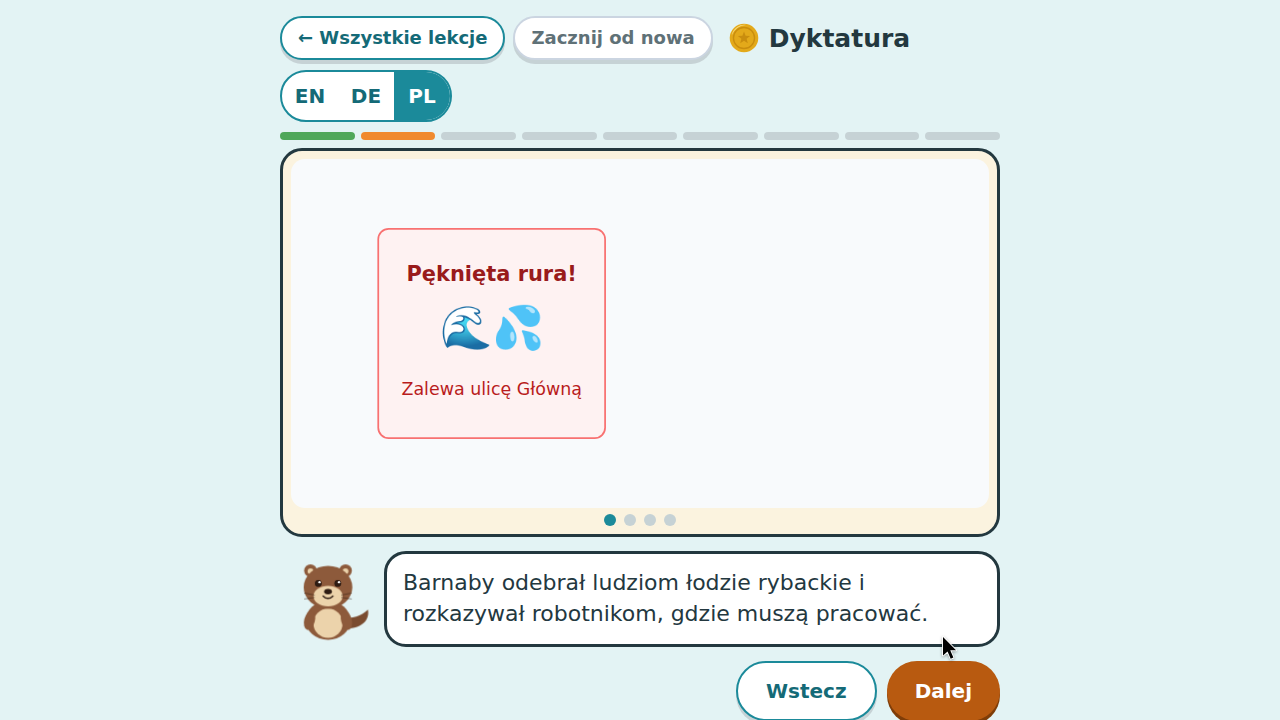 ← Wszystkie lekcje
Zacznij od nowa
Dyktatura
EN DE PL
Pęknięta rura!
Zalewa ulicę Główną
Barnaby odebrał ludziom łodzie rybackie i
rozkazywał robotnikom, gdzie muszą pracować.
Wstecz
Dalej